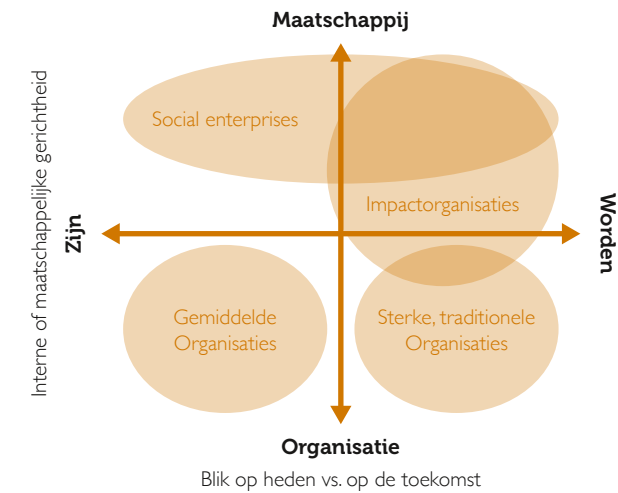 Maatschappij
Interne of maatschappelijke gerichtheid
Social enterprises
Impactorganisaties
Zijn
Worden
Gemiddelde
Organisaties
Sterke, traditionele
Organisaties
Organisatie
Blik op heden vs. op de toekomst